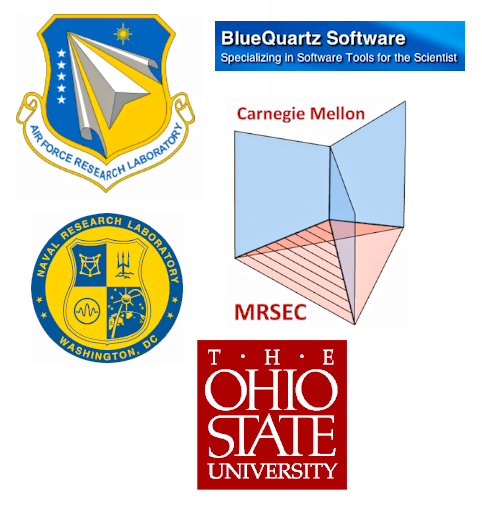 AIR FORCE RESEARCH LABORATORY
BlueQuartz Software
Specializing in Software Tools for the Scientist
Carnegie Mellon
MRSEC
NAVAL RESEARCH LABORATORY
WASHINGTON, DC
T·H·E
OHIO
STATE
UNIVERSITY